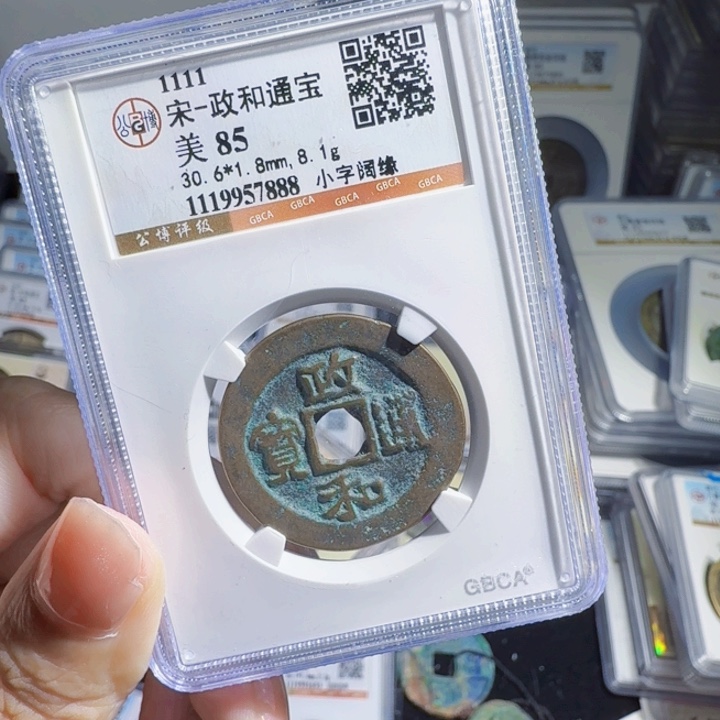 1111
宋-政和通宝
美 85
30.6*1.8mm, 8.1g
1119957888 小字阔缘
公博评级 GBCA GBCA GBCA GBCA GBCA
政
寶 通
和
GBCA®